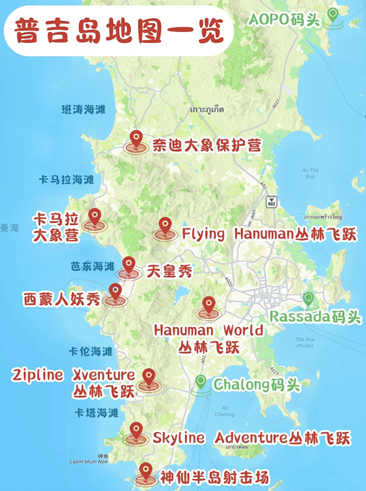 普吉岛地图一览
AOPO码头
班涛海滩
เกาะภูเก็ต
奈迪大象保护营
卡马拉海滩
402
卡马拉
大象营
Flying Hanuman丛林飞跃
芭东海滩
天皇秀
西蒙人妖秀
Rassada码头
Hanuman World
丛林飞跃
卡伦海滩
Zipline Xventure
丛林飞跃
Chalong码头
卡塔海滩
Skyline Adventure丛林飞跃
Laem Mum Nok
神仙半岛射击场